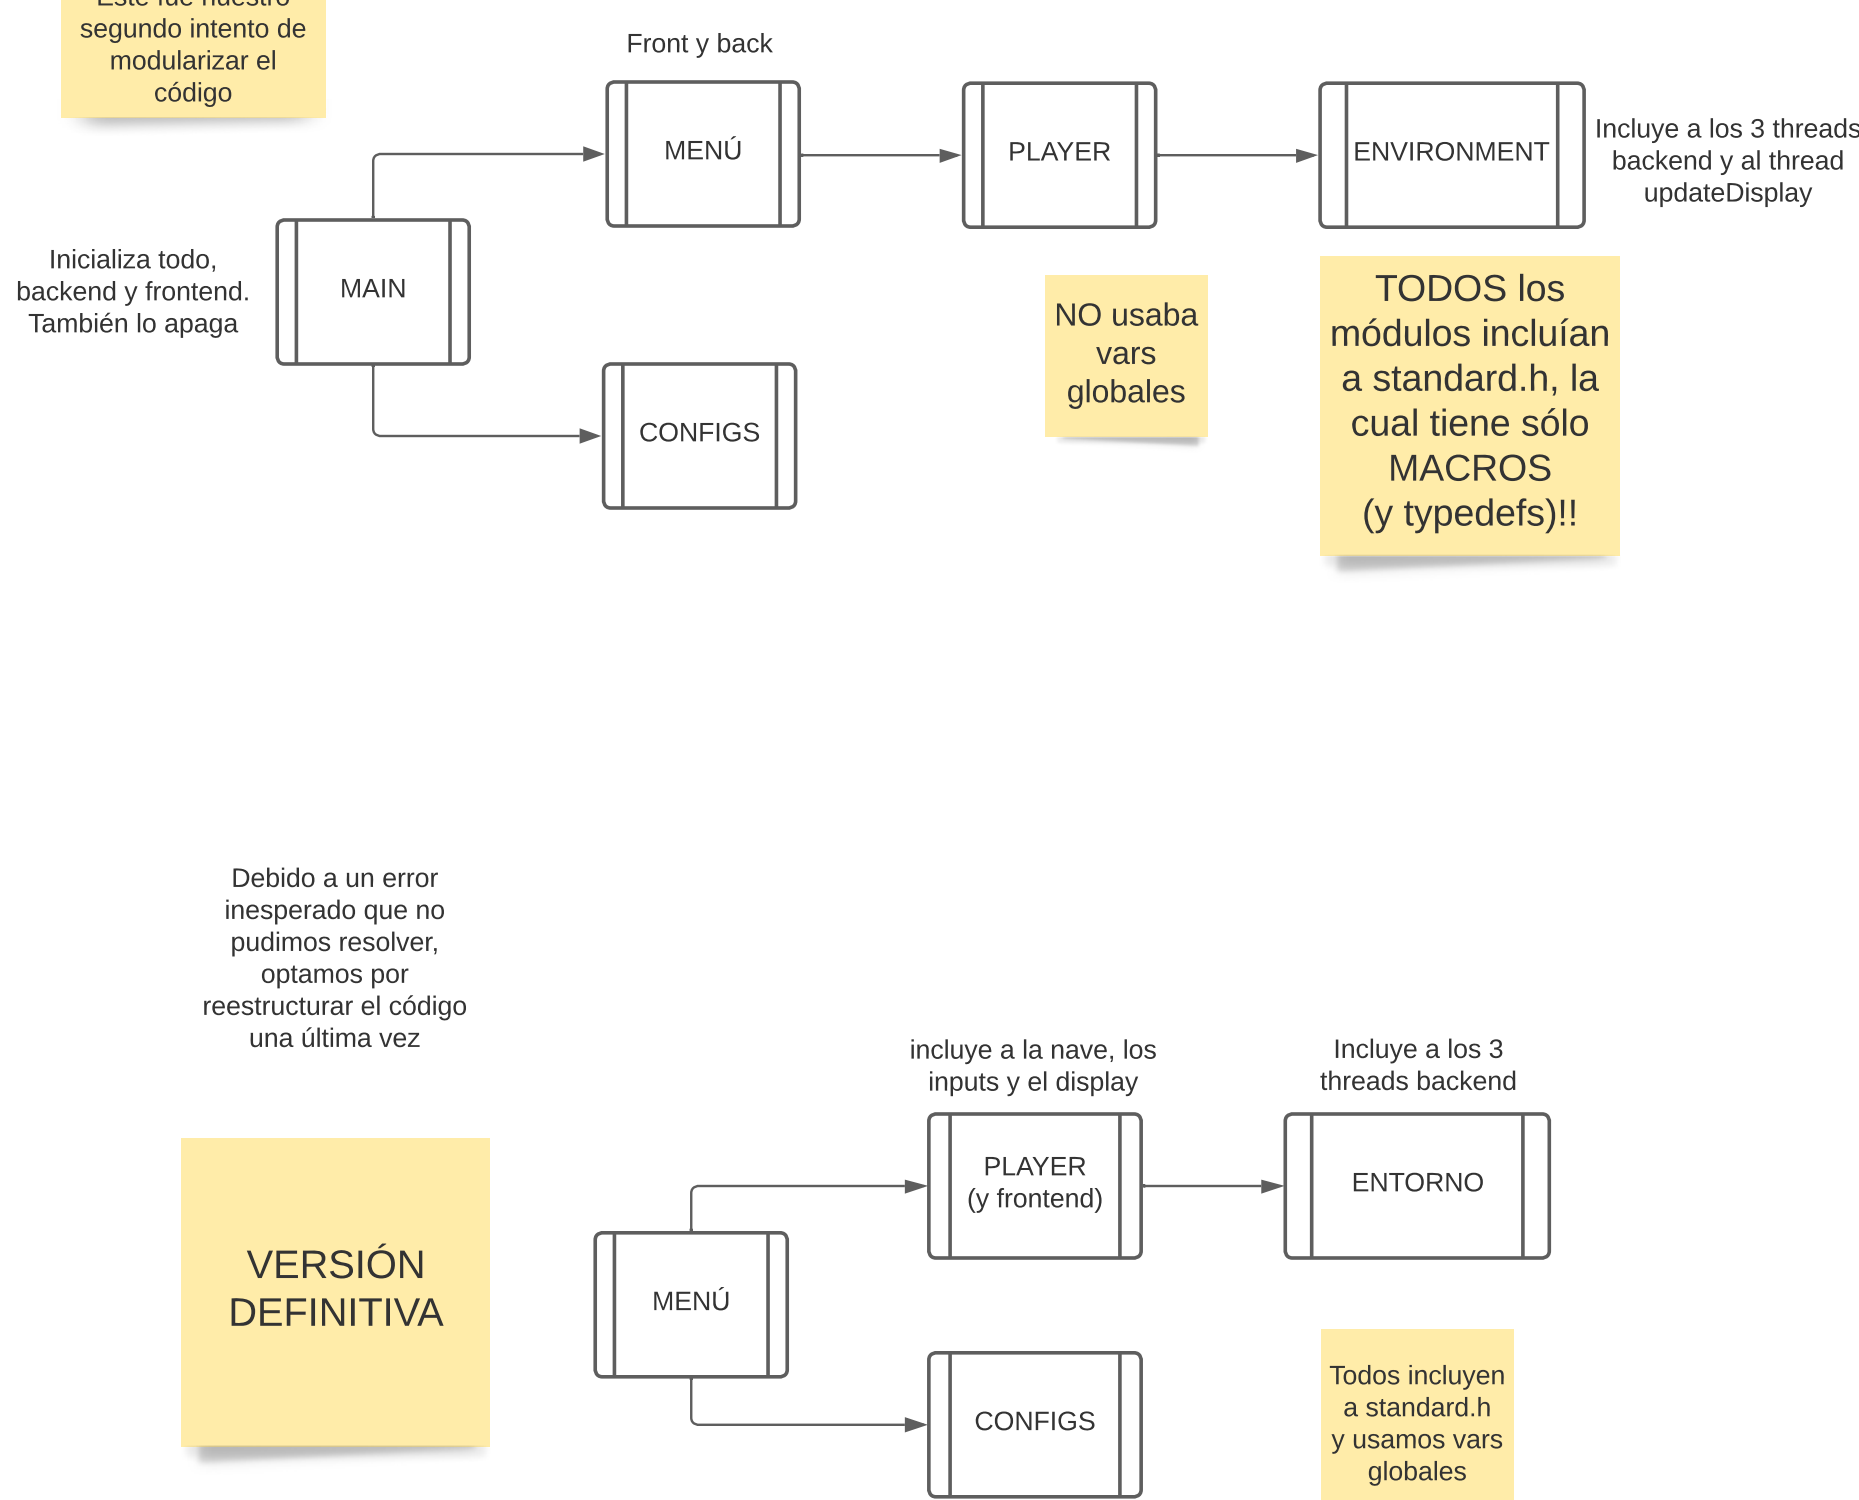 Este fue nuestro
segundo intento de
modularizar el
código
Front y back
MENÚ
PLAYER
ENVIRONMENT
Incluye a los 3 threads
backend y al thread
updateDisplay
Inicializa todo,
backend y frontend.
También lo apaga
MAIN
CONFIGS
NO usaba
vars
globales
TODOS los
módulos incluían
a standard.h, la
cual tiene sólo
MACROS
(y typedefs)!!
Debido a un error
inesperado que no
pudimos resolver,
optamos por
reestructurar el código
una última vez
incluye a la nave, los
inputs y el display
Incluye a los 3
threads backend
PLAYER
(y frontend)
ENTORNO
VERSIÓN
DEFINITIVA
MENÚ
CONFIGS
Todos incluyen
a standard.h
y usamos vars
globales